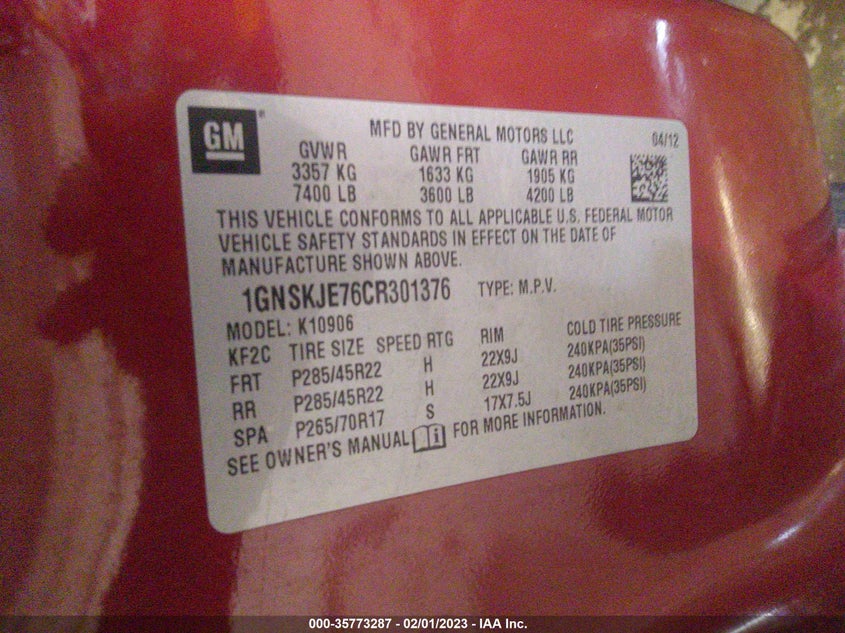 GM ®
MFD BY GENERAL MOTORS LLC 04/12
GVWR GAWR FRT GAWR RR
3357 KG 1633 KG 1905 KG
7400 LB 3600 LB 4200 LB
THIS VEHICLE CONFORMS TO ALL APPLICABLE U.S. FEDERAL MOTOR
VEHICLE SAFETY STANDARDS IN EFFECT ON THE DATE OF
MANUFACTURE SHOWN ABOVE.
1GNSKJE76CR301376 TYPE: M.P.V.
MODEL: K10906
KF2C TIRE SIZE SPEED RTG RIM COLD TIRE PRESSURE
FRT P285/45R22 H 22X9J 240KPA(35PSI)
RR P285/45R22 H 22X9J 240KPA(35PSI)
SPA P265/70R17 S 17X7.5J 240KPA(35PSI)
SEE OWNER'S MANUAL FOR MORE INFORMATION.
000-35773287 - 02/01/2023 - IAA Inc.